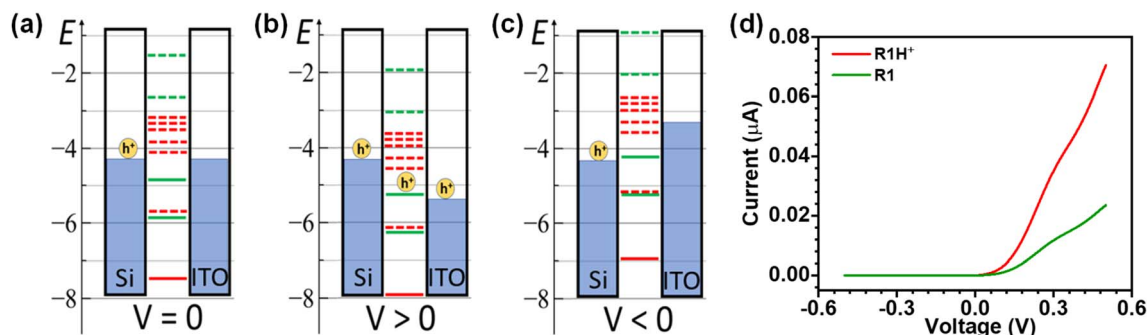 (a)
E
−2
−4
−6
−8
h⁺
Si
ITO
V = 0
(b)
E
−2
−4
−6
−8
h⁺
h⁺
h⁺
Si
ITO
V > 0
(c)
E
−2
−4
−6
−8
h⁺
Si
ITO
V < 0
(d)
Current (μA)
0.08
0.06
0.04
0.02
0.00
R1H⁺
R1
-0.6
-0.3
0.0
0.3
0.6
Voltage (V)